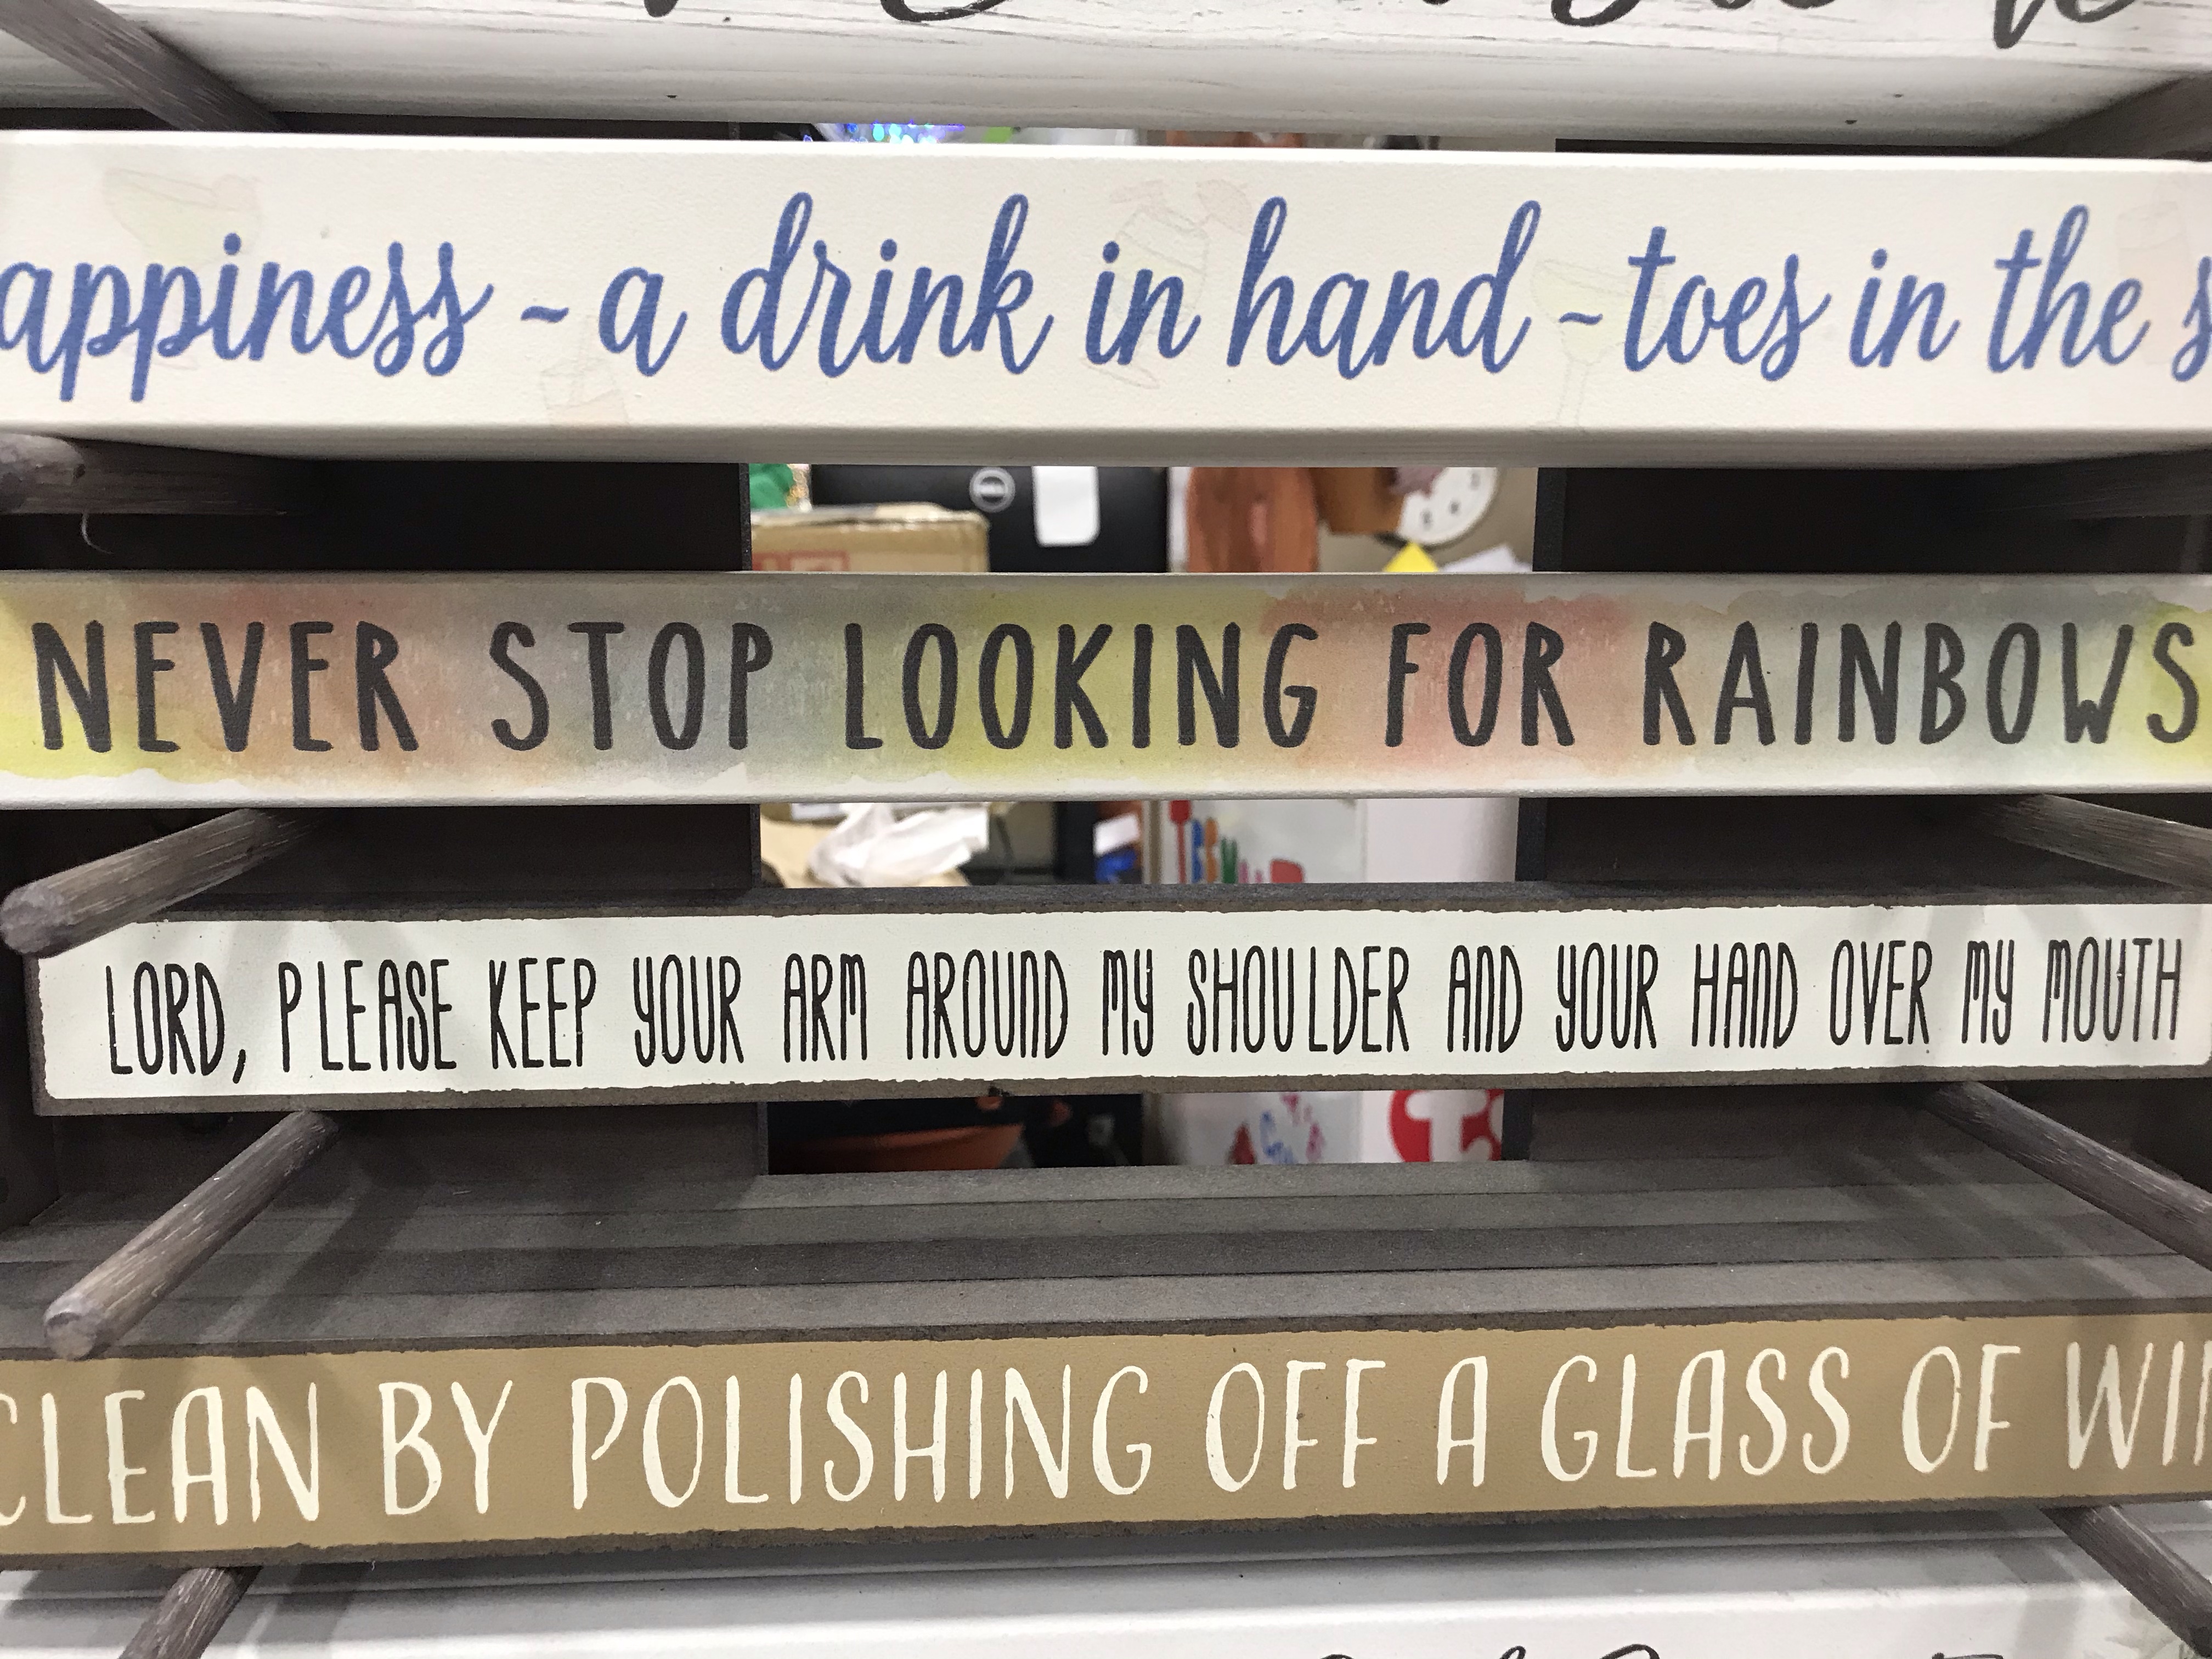 appiness ~ a drink in hand ~ toes in the s
NEVER STOP LOOKING FOR RAINBOWS
LORD, PLEASE KEEP YOUR ARM AROUND MY SHOULDER AND YOUR HAND OVER MY MOUTH
CLEAN BY POLISHING OFF A GLASS OF WI